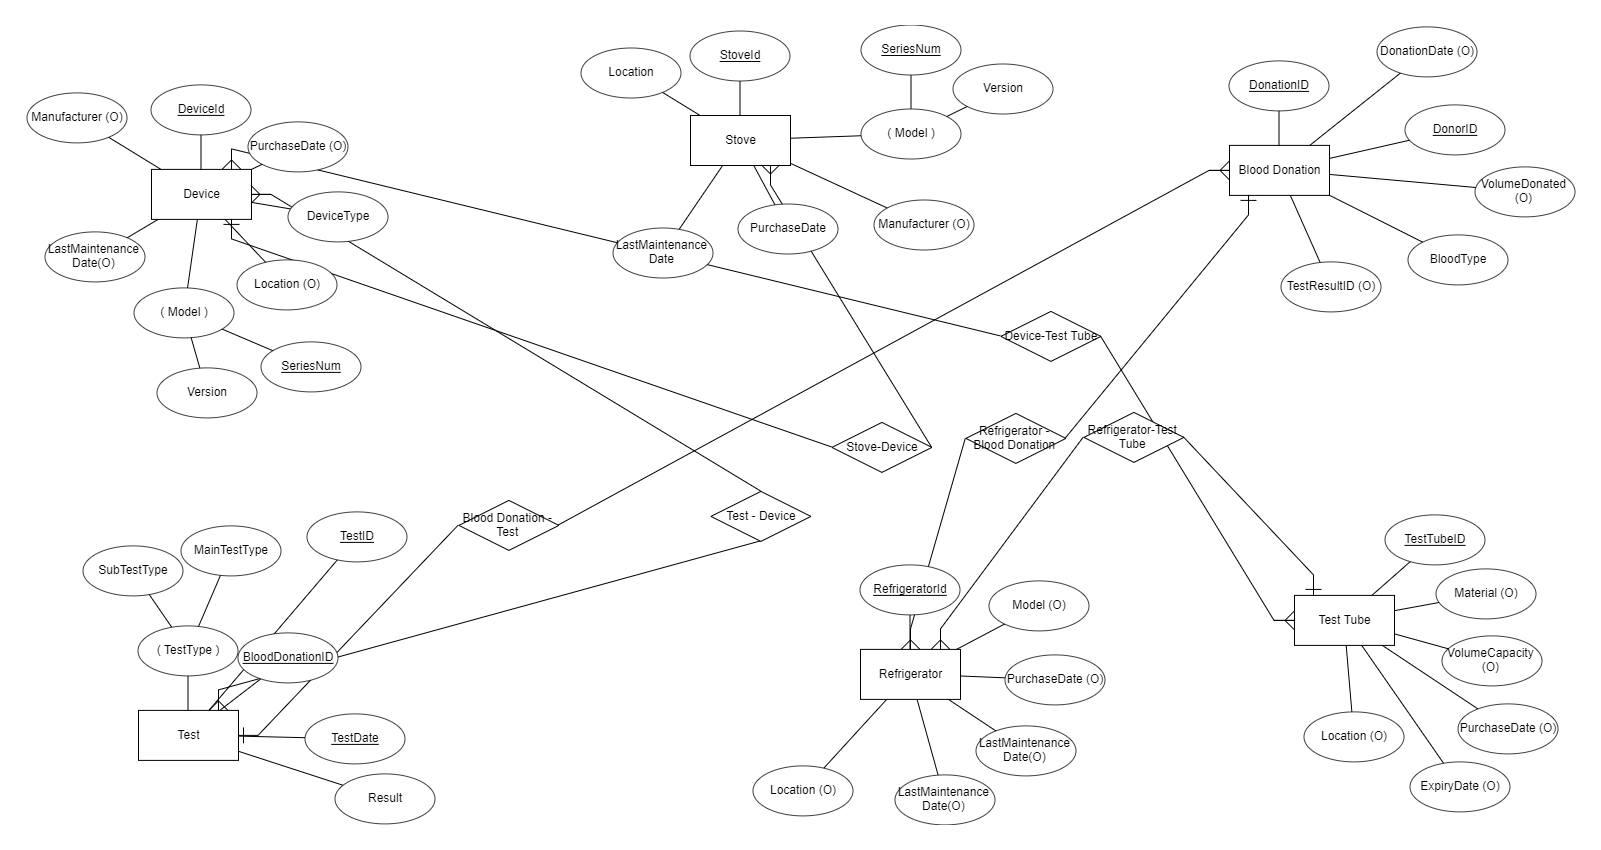 DonationDate (O)
StoveId
SeriesNum
Location
DonationID
Version
DeviceId
Manufacturer (O)
DonorID
( Model )
Stove
PurchaseDate (O)
Blood Donation
VolumeDonated
(O)
Device
DeviceType
Manufacturer (O)
PurchaseDate
LastMaintenance
Date(O)
LastMaintenance
Date
BloodType
Location (O)
TestResultID (O)
( Model )
Device-Test Tube
SeriesNum
Version
Refrigerator -
Blood Donation
Refrigerator-Test
Tube
Stove-Device
Blood Donation -
Test
Test - Device
TestID
TestTubeID
MainTestType
SubTestType
RefrigeratorId
Material (O)
Model (O)
Test Tube
( TestType )
BloodDonationID
VolumeCapacity
(O)
Refrigerator
PurchaseDate (O)
PurchaseDate (O)
Test
TestDate
Location (O)
LastMaintenance
Date(O)
Location (O)
ExpiryDate (O)
Result
LastMaintenance
Date(O)